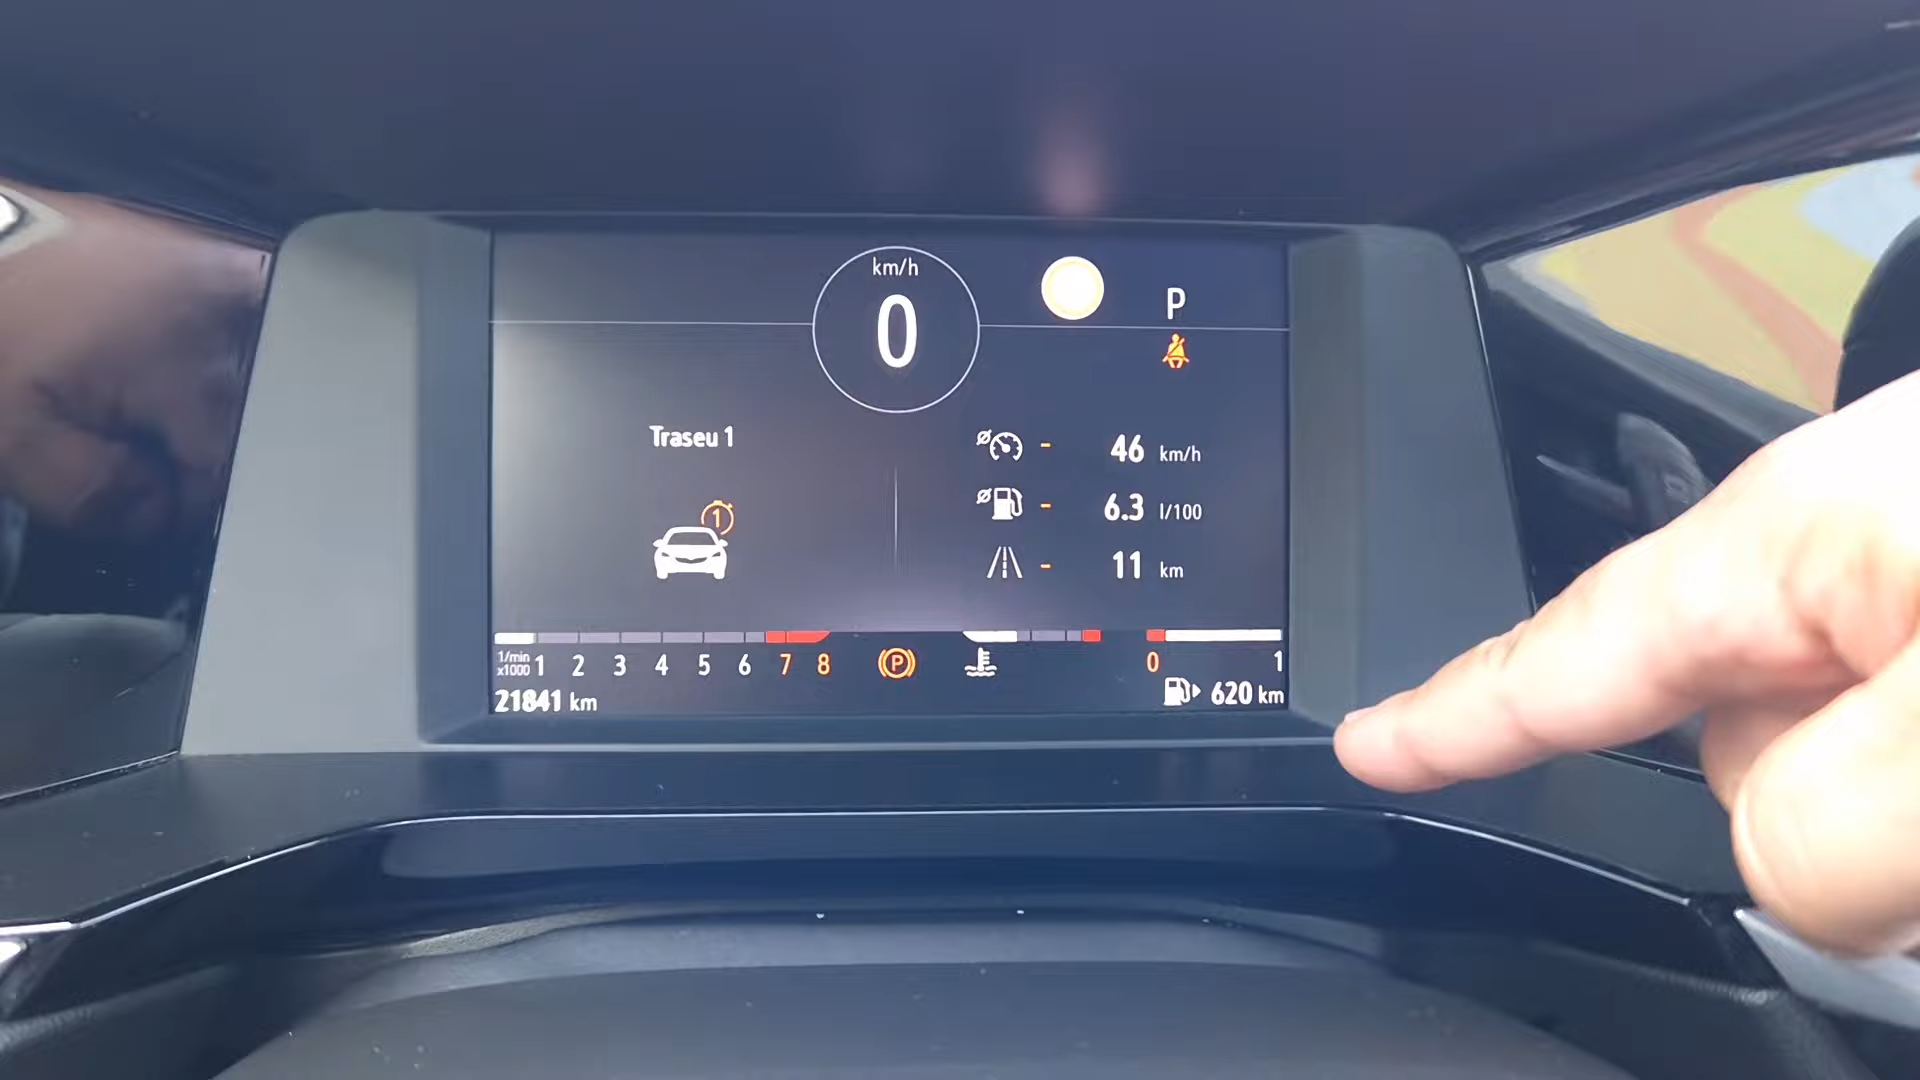 km/h
0
P
Traseu 1
1
Ø - 46 km/h
Ø - 6.3 l/100
- 11 km
1/min x1000 1 2 3 4 5 6 7 8
P
0 1
21841 km
620 km